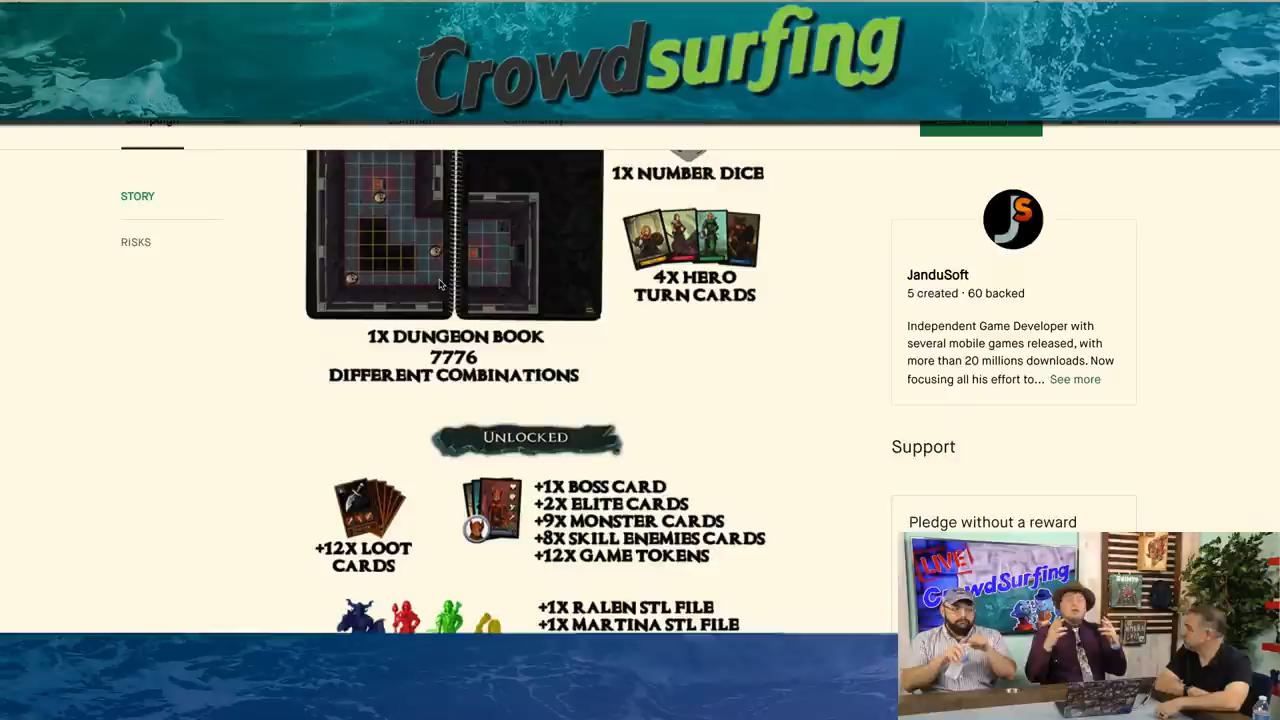 Crowdsurfing
Campaign
Community
STORY
RISKS
1X NUMBER DICE
4X HERO
TURN CARDS
1X DUNGEON BOOK
7776
DIFFERENT COMBINATIONS
UNLOCKED
+12X LOOT
CARDS
+1X BOSS CARD
+2X ELITE CARDS
+9X MONSTER CARDS
+8X SKILL ENEMIES CARDS
+12X GAME TOKENS
+1X RALEN STL FILE
+1X MARTINA STL FILE
JS
JanduSoft
5 created · 60 backed
Independent Game Developer with
several mobile games released, with
more than 20 millions downloads. Now
focusing all his effort to... See more
Support
Pledge without a reward
LIVE
CrowdSurfing